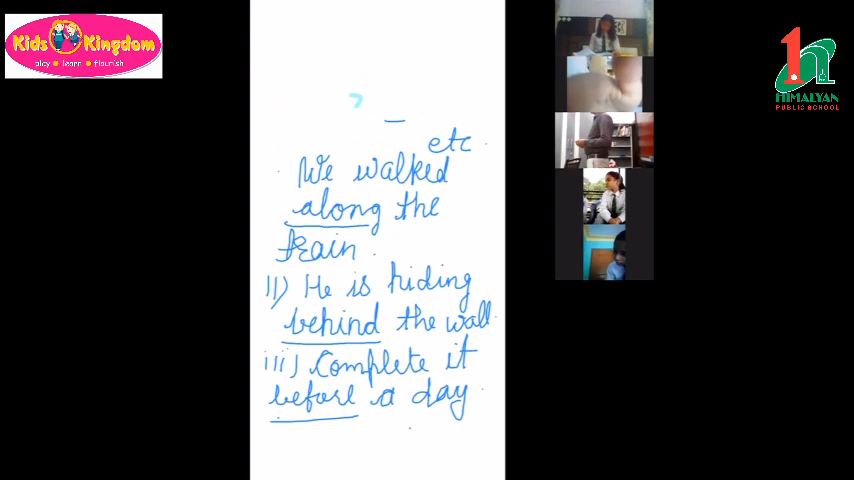 Kids Kingdom
play learn flourish
1h
HIMALYAN
PUBLIC SCHOOL
etc
We walked
along the
train
ii) He is hiding
behind the wall
iii) Complete it
before a day